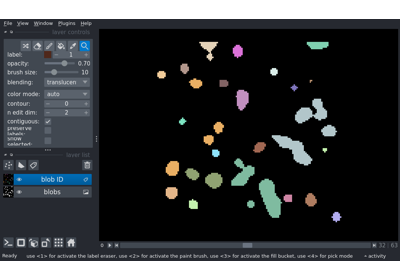 File View Window Plugins Help
layer controls
label: 1
opacity: 0.70
brush size: 10
blending: translucen
color mode: auto
contour: 0
n edit dim: 2
contiguous:
preserve labels:
show selected:
layer list
blob ID
blobs
32 63
Ready use <1> for activate the label eraser, use <2> for activate the paint brush, use <3> for activate the fill bucket, use <4> for pick mode activity